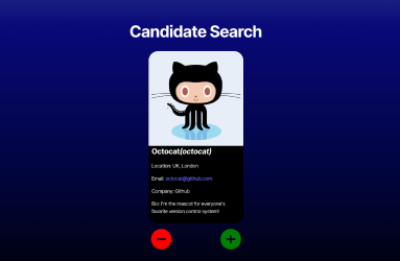 Candidate Search
Octocat(octocat)
Location: UK, London
Email: octocat@github.com
Company: Github
Bio: I'm the mascot for everyone's
favorite version control system!